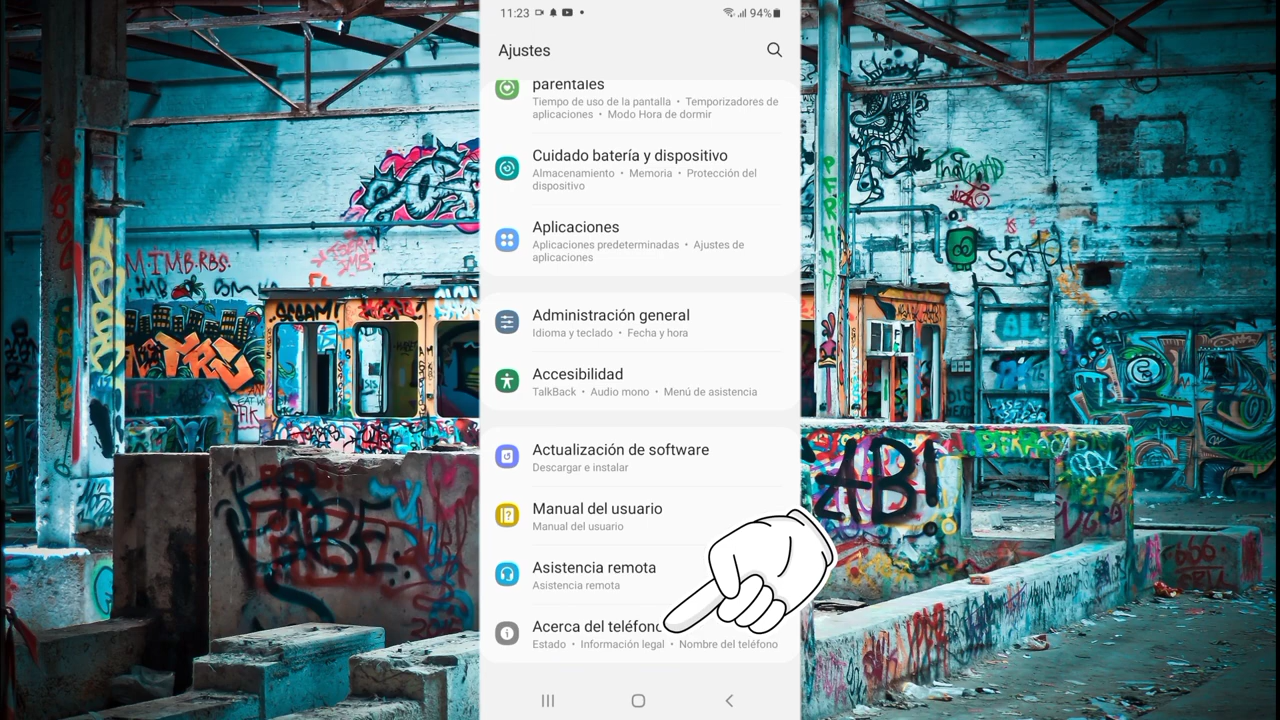 11:23
94%
Ajustes
parentales
Tiempo de uso de la pantalla • Temporizadores de
aplicaciones • Modo Hora de dormir
Cuidado batería y dispositivo
Almacenamiento • Memoria • Protección del
dispositivo
Aplicaciones
Aplicaciones predeterminadas • Ajustes de
aplicaciones
Administración general
Idioma y teclado • Fecha y hora
Accesibilidad
TalkBack • Audio mono • Menú de asistencia
Actualización de software
Descargar e instalar
Manual del usuario
Manual del usuario
Asistencia remota
Asistencia remota
Acerca del teléfono
Estado • Información legal • Nombre del teléfono
M.I.M.B.RBS.
AB!
666